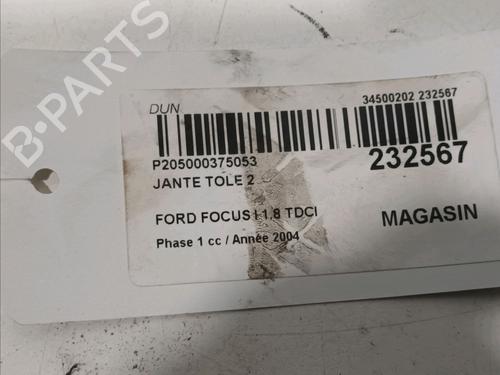 B-PARTS
DUN
34500202 232567
P205000375053
232567
JANTE TOLE 2
FORD FOCUS I 1.8 TDCI
MAGASIN
Phase 1 cc / Année 2004